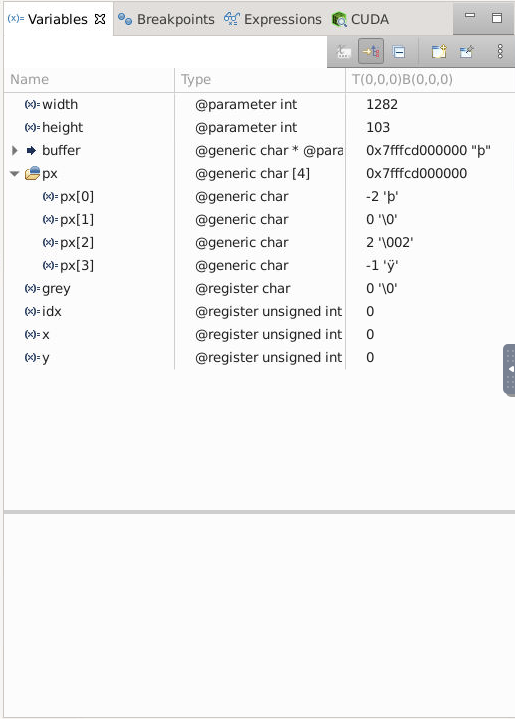 Variables Breakpoints Expressions CUDA
Name Type T(0,0,0)B(0,0,0)
(x)= width @parameter int 1282
(x)= height @parameter int 103
buffer @generic char * @para 0x7fffcd000000 "þ"
px @generic char [4] 0x7fffcd000000
(x)= px[0] @generic char -2 'þ'
(x)= px[1] @generic char 0 '\0'
(x)= px[2] @generic char 2 '\002'
(x)= px[3] @generic char -1 'ÿ'
(x)= grey @register char 0 '\0'
(x)= idx @register unsigned int 0
(x)= x @register unsigned int 0
(x)= y @register unsigned int 0